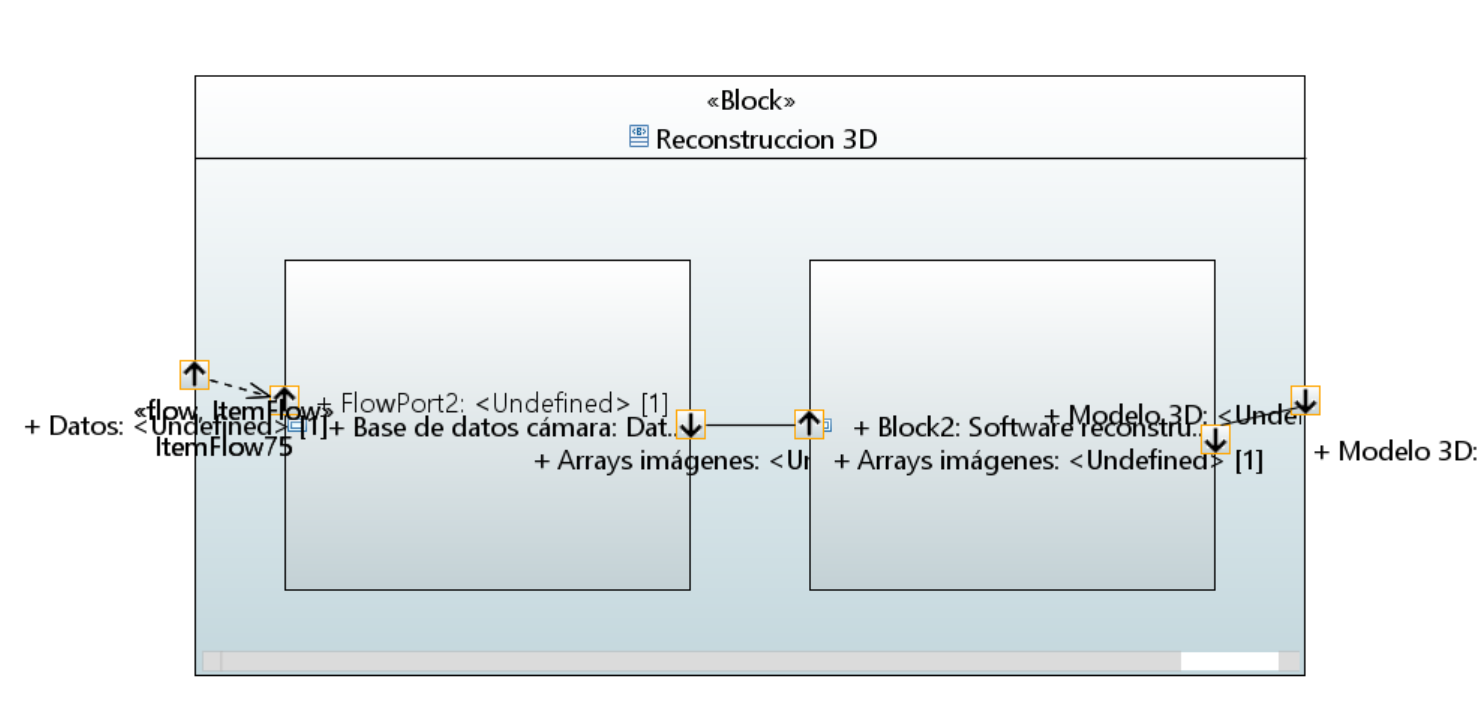 «Block»
Reconstruccion 3D
+ FlowPort2: <Undefined> [1]
«flow, ItemFlow»
+ Datos: <Undefined> [1]
+ Base de datos cámara: Dat...
ItemFlow75
+ Arrays imágenes: <Un
+ Modelo 3D: <Undef
+ Block2: Software reconstru...
+ Arrays imágenes: <Undefined> [1]
+ Modelo 3D: